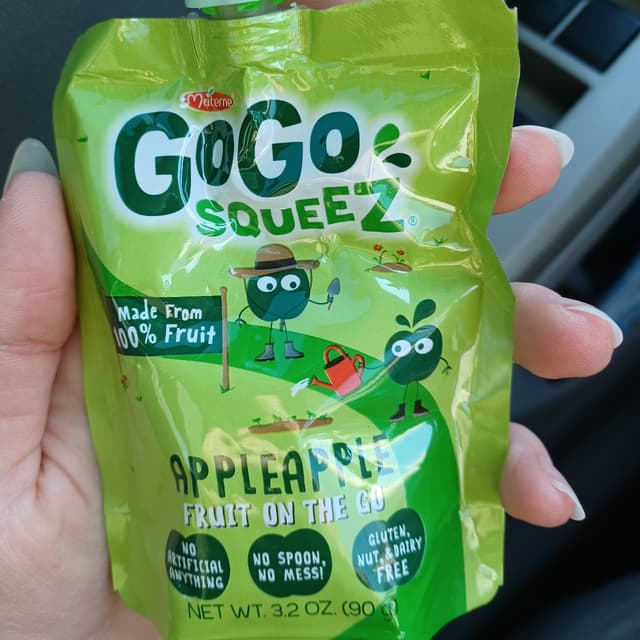 Materne
GoGo
SQUEEZ®
Made From
100% Fruit
APPLEAPPLE
FRUIT ON THE GO
NO
ARTIFICIAL
ANYTHING
NO SPOON,
NO MESS!
GLUTEN,
NUT & DAIRY
FREE
NET WT. 3.2 OZ. (90 g)